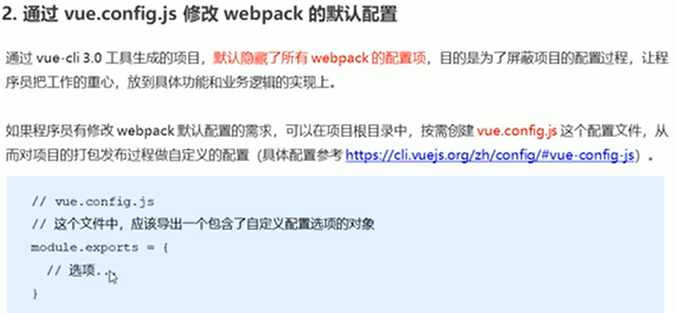 2. 通过 vue.config.js 修改 webpack 的默认配置
通过 vue-cli 3.0 工具生成的项目，默认隐藏了所有 webpack 的配置项，目的是为了屏蔽项目的配置过程，让程
序员把工作的重心，放到具体功能和业务逻辑的实现上。
如果程序员有修改 webpack 默认配置的需求，可以在项目根目录中，按需创建 vue.config.js 这个配置文件，从
而对项目的打包发布过程做自定义的配置（具体配置参考 https://cli.vuejs.org/zh/config/#vue-config-js）。
// vue.config.js
// 这个文件中，应该导出一个包含了自定义配置选项的对象
module.exports = {
// 选项...
}